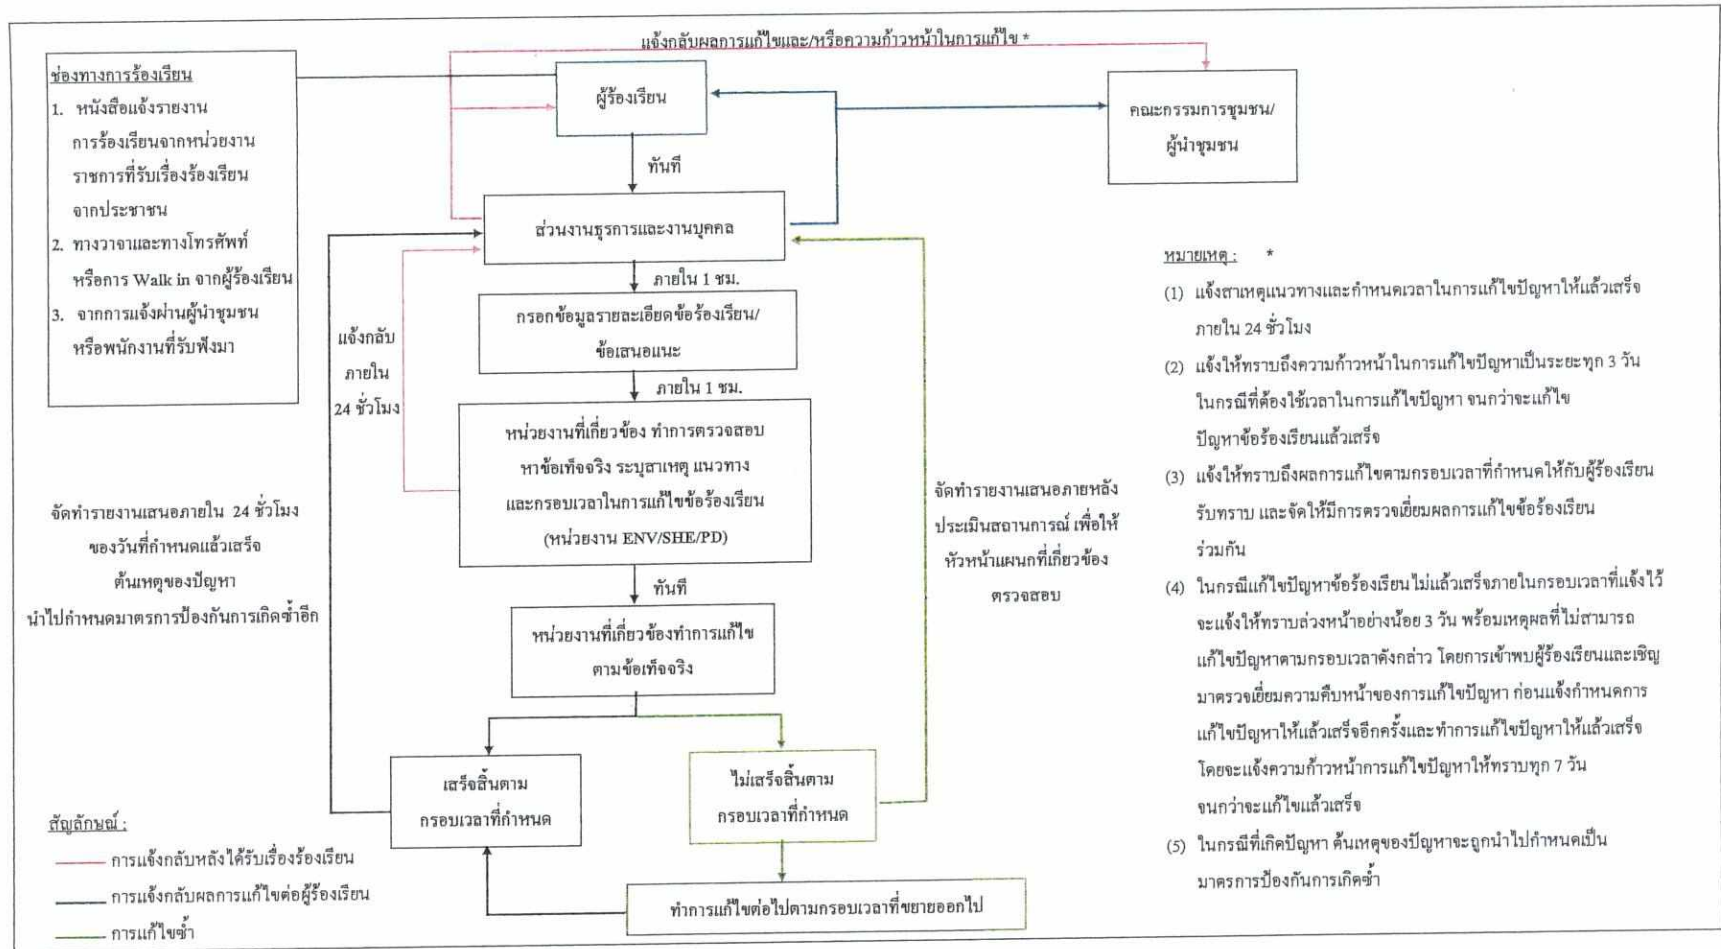 แจ้งกลับผลการแก้ไขและ/หรือความก้าวหน้าในการแก้ไข *
ช่องทางการร้องเรียน
1. หนังสือแจ้งรายงาน
การร้องเรียนจากหน่วยงาน
ราชการที่รับเรื่องร้องเรียน
จากประชาชน
2. ทางวาจาและทางโทรศัพท์
หรือการ Walk in จากผู้ร้องเรียน
3. จากการแจ้งผ่านผู้นำชุมชน
หรือพนักงานที่รับฟังมา
ผู้ร้องเรียน
คณะกรรมการชุมชน/
ผู้นำชุมชน
ทันที
ส่วนงานธุรการและงานบุคคล
ภายใน 1 ชม.
กรอกข้อมูลรายละเอียดข้อร้องเรียน/
ข้อเสนอแนะ
แจ้งกลับ
ภายใน
24 ชั่วโมง
ภายใน 1 ชม.
หน่วยงานที่เกี่ยวข้อง ทำการตรวจสอบ
หาข้อเท็จจริง ระบุสาเหตุ แนวทาง
และกรอบเวลาในการแก้ไขข้อร้องเรียน
(หน่วยงาน ENV/SHE/PD)
จัดทำรายงานเสนอภายใน 24 ชั่วโมง
ของวันที่กำหนดแล้วเสร็จ
ต้นเหตุของปัญหา
นำไปกำหนดมาตรการป้องกันการเกิดซ้ำอีก
จัดทำรายงานเสนอภายหลัง
ประเมินสถานการณ์ เพื่อให้
หัวหน้าแผนกที่เกี่ยวข้อง
ตรวจสอบ
ทันที
หน่วยงานที่เกี่ยวข้องทำการแก้ไข
ตามข้อเท็จจริง
เสร็จสิ้นตาม
กรอบเวลาที่กำหนด
ไม่เสร็จสิ้นตาม
กรอบเวลาที่กำหนด
ทำการแก้ไขต่อไปตามกรอบเวลาที่ขยายออกไป
สัญลักษณ์ :
การแจ้งกลับหลังได้รับเรื่องร้องเรียน
การแจ้งกลับผลการแก้ไขต่อผู้ร้องเรียน
การแก้ไขซ้ำ
หมายเหตุ : *
(1) แจ้งสาเหตุแนวทางและกำหนดเวลาในการแก้ไขปัญหาให้แล้วเสร็จ
ภายใน 24 ชั่วโมง
(2) แจ้งให้ทราบถึงความก้าวหน้าในการแก้ไขปัญหาเป็นระยะทุก 3 วัน
ในกรณีที่ต้องใช้เวลาในการแก้ไขปัญหา จนกว่าจะแก้ไข
ปัญหาข้อร้องเรียนแล้วเสร็จ
(3) แจ้งให้ทราบถึงผลการแก้ไขตามกรอบเวลาที่กำหนดให้กับผู้ร้องเรียน
รับทราบ และจัดให้มีการตรวจเยี่ยมผลการแก้ไขข้อร้องเรียน
ร่วมกัน
(4) ในกรณีแก้ไขปัญหาข้อร้องเรียนไม่แล้วเสร็จภายในกรอบเวลาที่แจ้งไว้
จะแจ้งให้ทราบล่วงหน้าอย่างน้อย 3 วัน พร้อมเหตุผลที่ไม่สามารถ
แก้ไขปัญหาตามกรอบเวลาดังกล่าว โดยการเข้าพบผู้ร้องเรียนและเชิญ
มาตรวจเยี่ยมความคืบหน้าของการแก้ไขปัญหา ก่อนแจ้งกำหนดการ
แก้ไขปัญหาให้แล้วเสร็จอีกครั้งและทำการแก้ไขปัญหาให้แล้วเสร็จ
โดยจะแจ้งความก้าวหน้าการแก้ไขปัญหาให้ทราบทุก 7 วัน
จนกว่าจะแก้ไขแล้วเสร็จ
(5) ในกรณีที่เกิดปัญหา ต้นเหตุของปัญหาจะถูกนำไปกำหนดเป็น
มาตรการป้องกันการเกิดซ้ำ